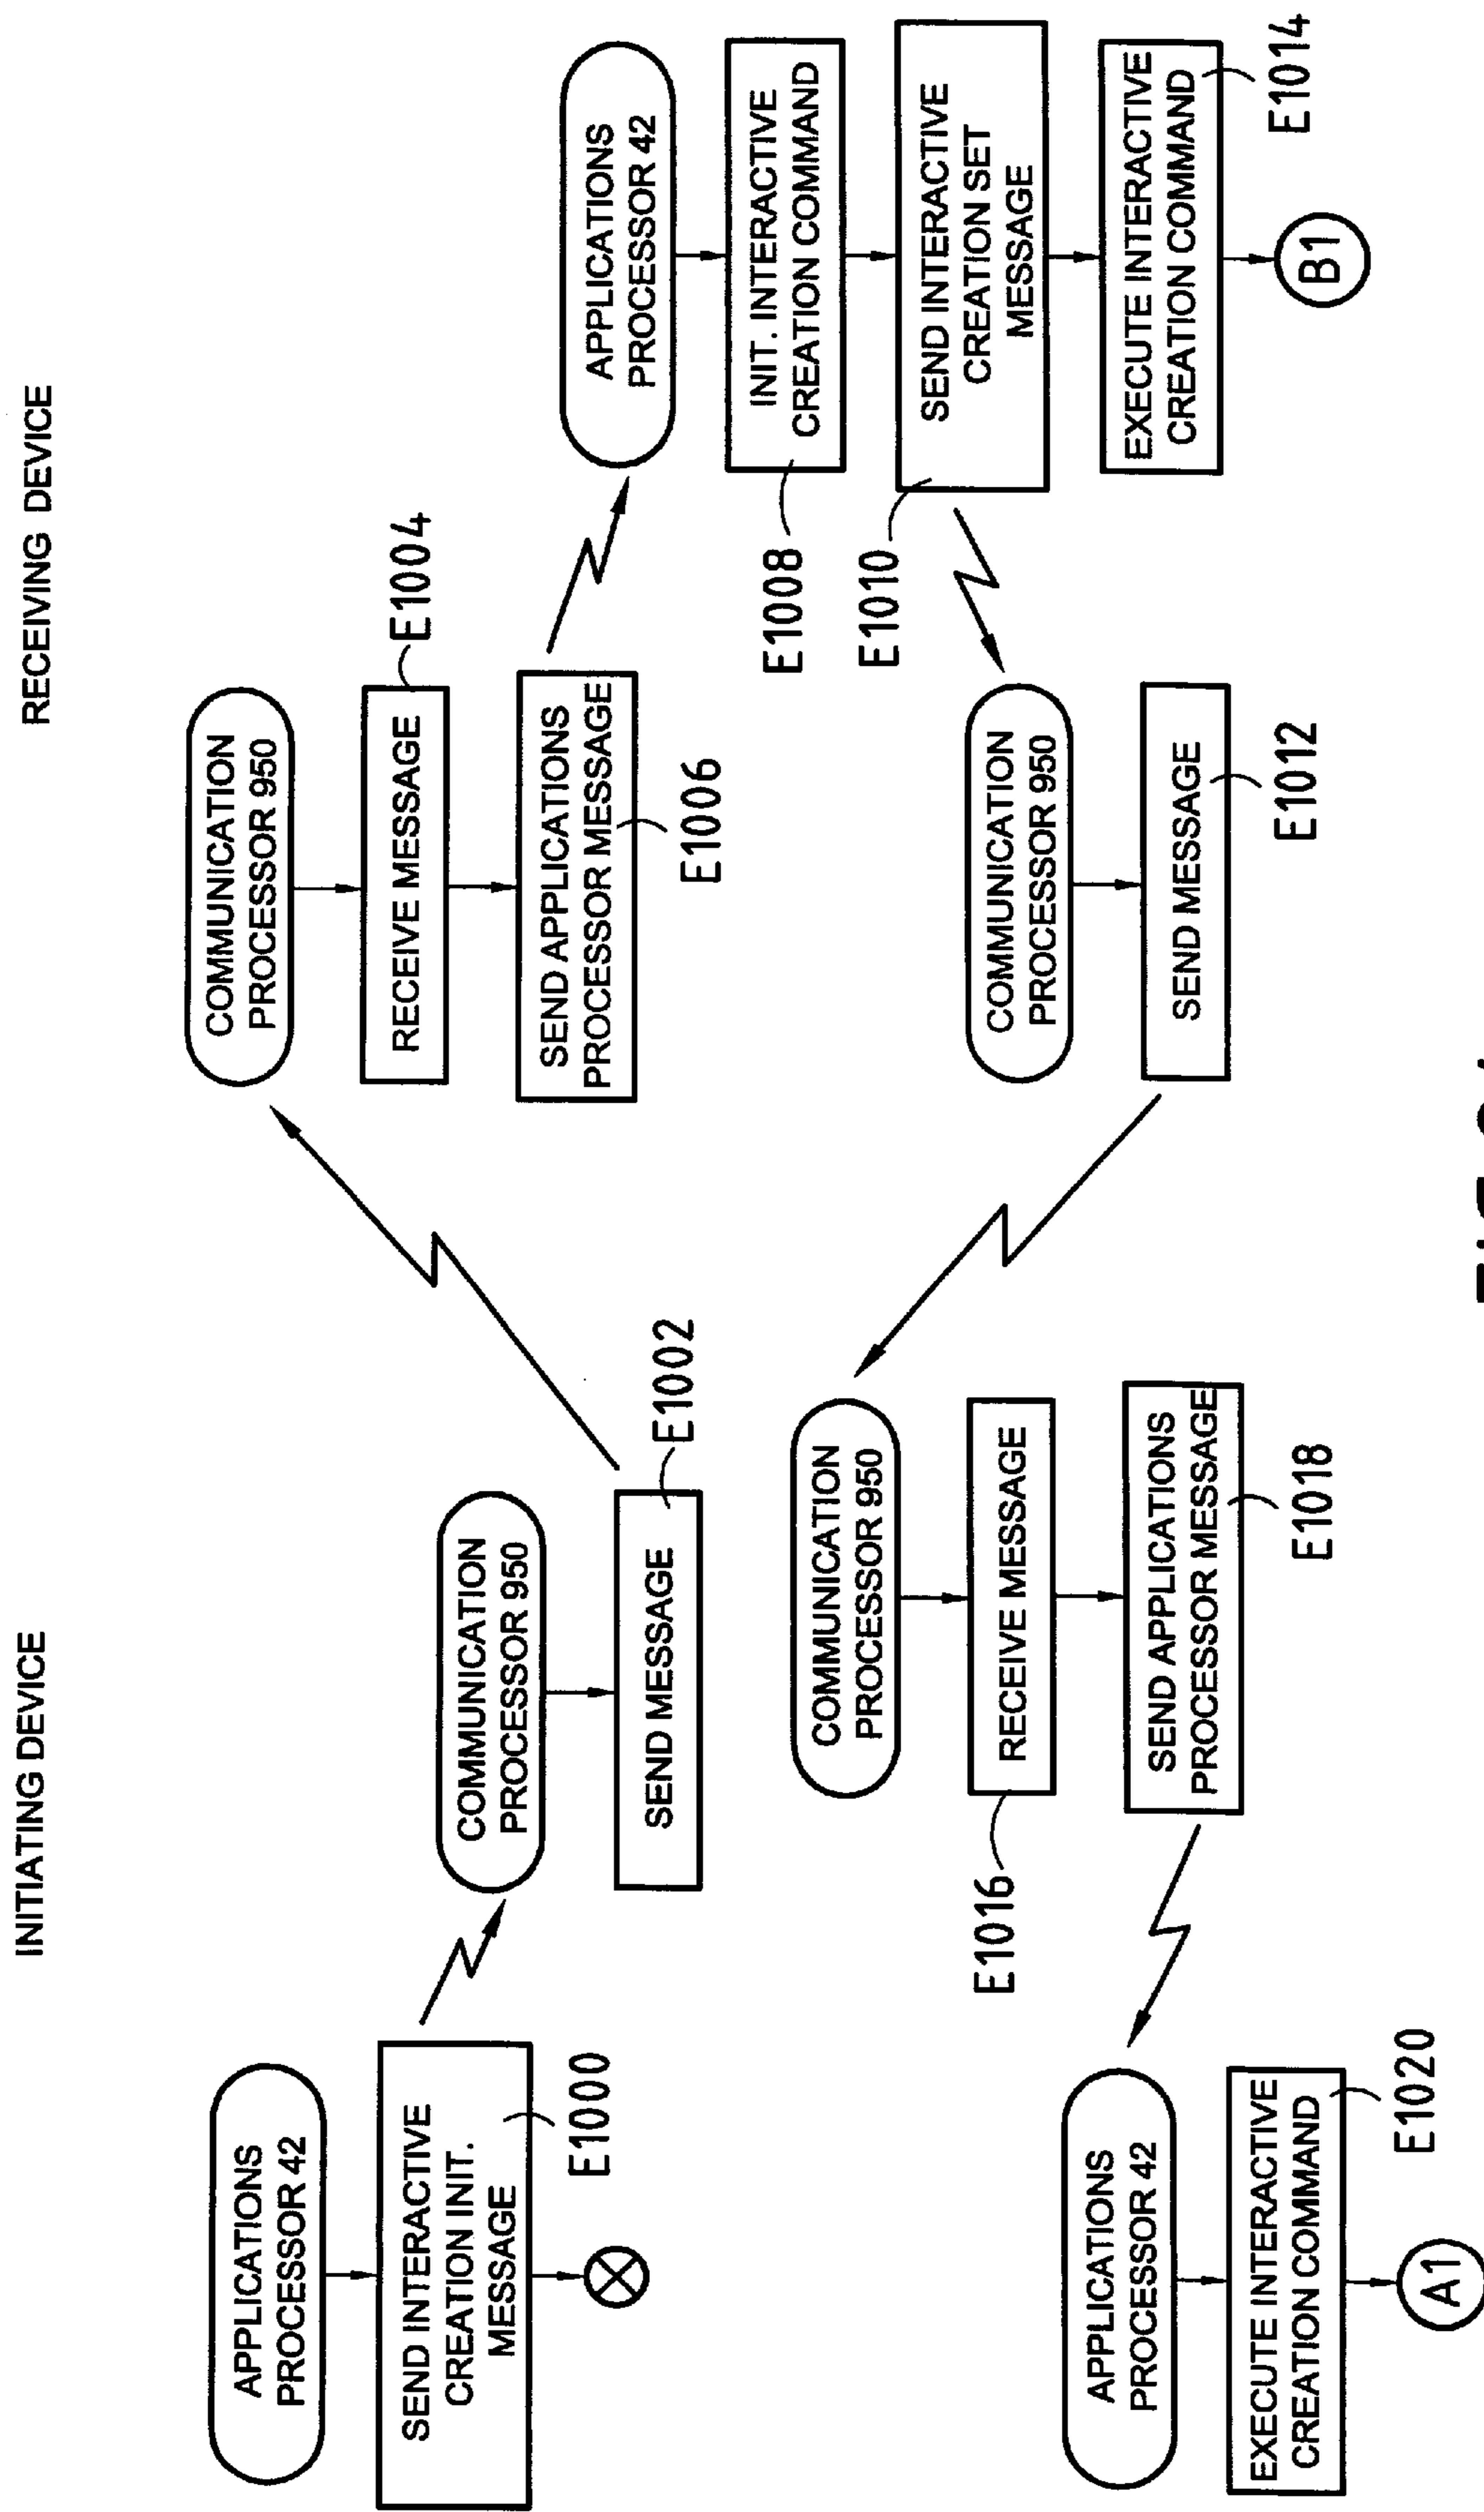 INITIATING DEVICE
RECEIVING DEVICE
APPLICATIONS
PROCESSOR 42
SEND INTERACTIVE
CREATION INIT.
MESSAGE
E1000
COMMUNICATION
PROCESSOR 950
SEND MESSAGE
E1002
COMMUNICATION
PROCESSOR 950
RECEIVE MESSAGE
E1004
SEND APPLICATIONS
PROCESSOR MESSAGE
E1006
APPLICATIONS
PROCESSOR 42
INIT. INTERACTIVE
CREATION COMMAND
E1008
SEND INTERACTIVE
CREATION SET
MESSAGE
E1010
EXECUTE INTERACTIVE
CREATION COMMAND
E1014
B1
COMMUNICATION
PROCESSOR 950
SEND MESSAGE
E1012
COMMUNICATION
PROCESSOR 950
RECEIVE MESSAGE
E1016
SEND APPLICATIONS
PROCESSOR MESSAGE
E1018
APPLICATIONS
PROCESSOR 42
EXECUTE INTERACTIVE
CREATION COMMAND
E1020
A1